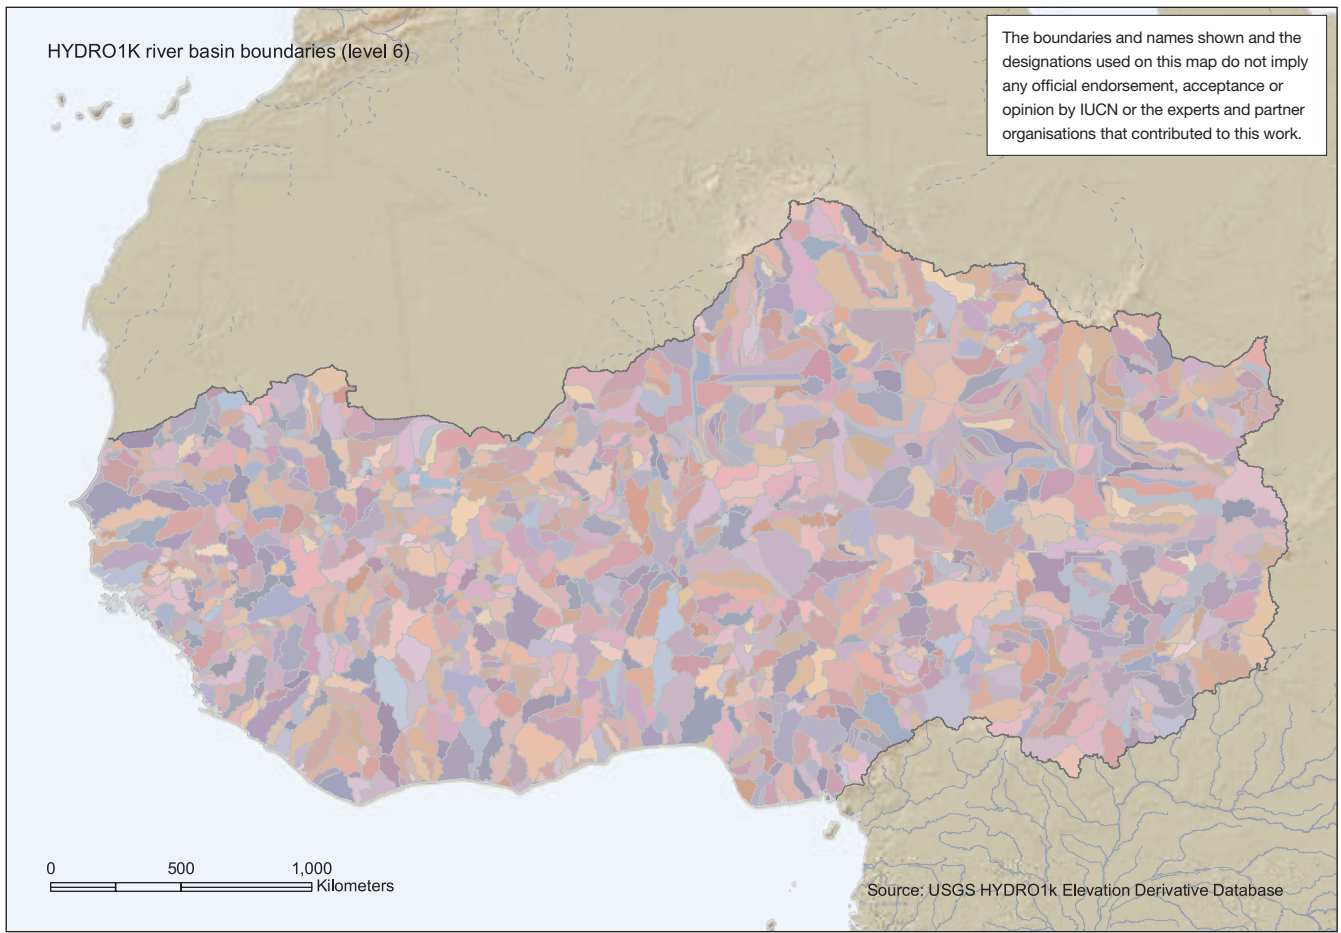 HYDRO1K river basin boundaries (level 6)
The boundaries and names shown and the
designations used on this map do not imply
any official endorsement, acceptance or
opinion by IUCN or the experts and partner
organisations that contributed to this work.
0 500 1,000
Kilometers
Source: USGS HYDRO1k Elevation Derivative Database